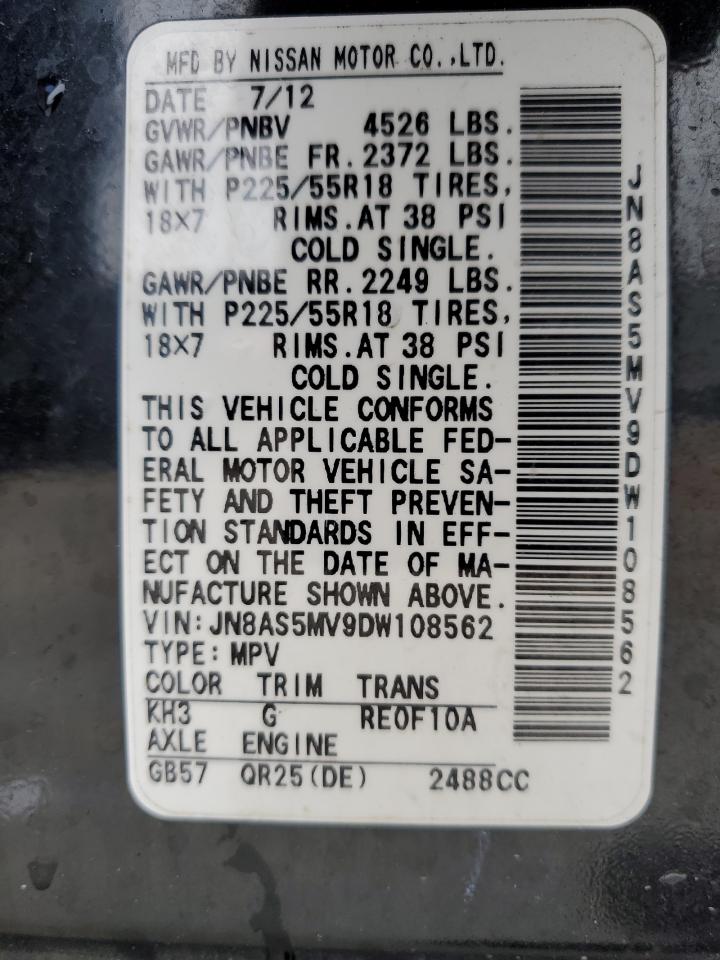 MFD BY NISSAN MOTOR CO.,LTD.
DATE 7/12
GVWR/PNBV 4526 LBS.
GAWR/PNBE FR.2372 LBS.
WITH P225/55R18 TIRES,
18X7 RIMS.AT 38 PSI
COLD SINGLE.
GAWR/PNBE RR.2249 LBS.
WITH P225/55R18 TIRES,
18X7 RIMS.AT 38 PSI
COLD SINGLE.
THIS VEHICLE CONFORMS
TO ALL APPLICABLE FED-
ERAL MOTOR VEHICLE SA-
FETY AND THEFT PREVEN-
TION STANDARDS IN EFF-
ECT ON THE DATE OF MA-
NUFACTURE SHOWN ABOVE.
VIN:JN8AS5MV9DW108562
TYPE:MPV
COLOR TRIM TRANS
KH3 G RE0F10A
AXLE ENGINE
GB57 QR25(DE) 2488CC
JN8AS5MV9DW108562